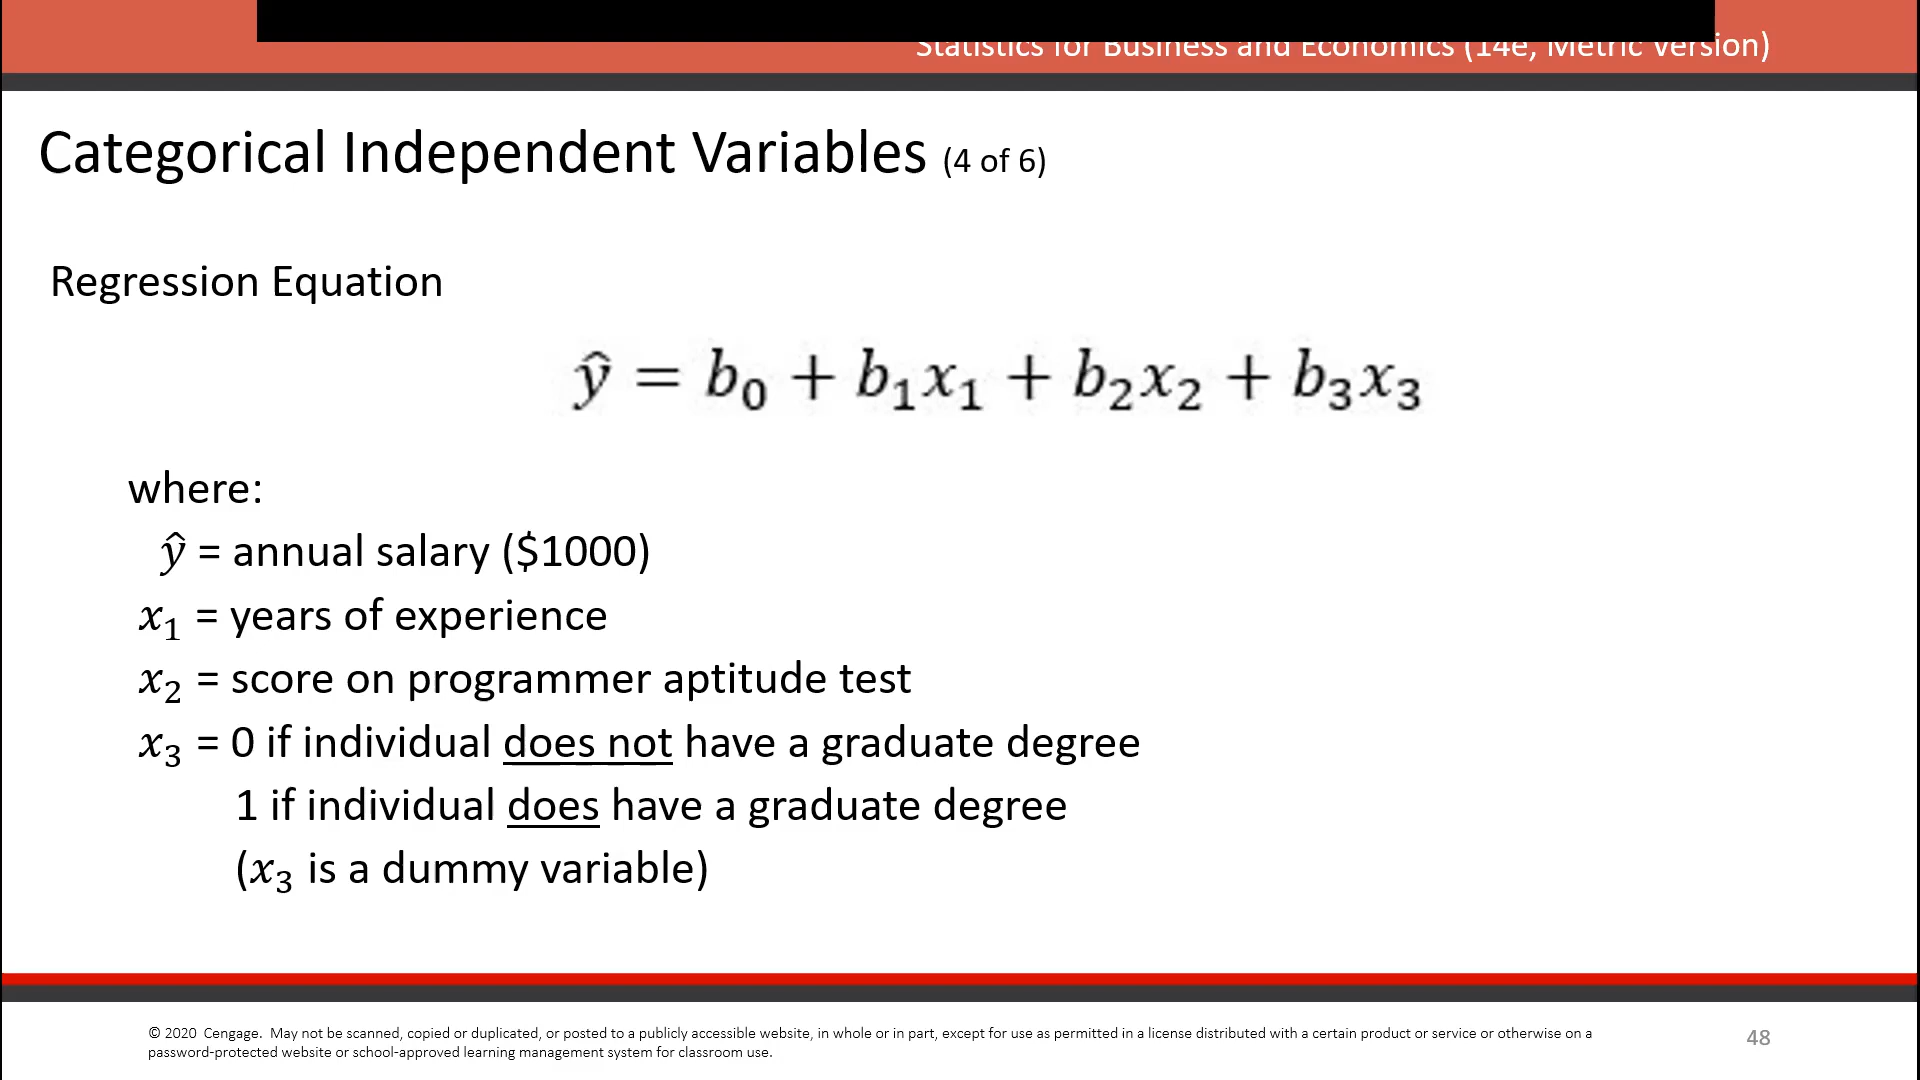 Statistics for Business and Economics (14e, Metric Version)
Categorical Independent Variables (4 of 6)
Regression Equation
ŷ = b₀ + b₁x₁ + b₂x₂ + b₃x₃
where:
ŷ = annual salary ($1000)
x₁ = years of experience
x₂ = score on programmer aptitude test
x₃ = 0 if individual does not have a graduate degree
1 if individual does have a graduate degree
(x₃ is a dummy variable)
© 2020 Cengage. May not be scanned, copied or duplicated, or posted to a publicly accessible website, in whole or in part, except for use as permitted in a license distributed with a certain product or service or otherwise on a
password-protected website or school-approved learning management system for classroom use.
48